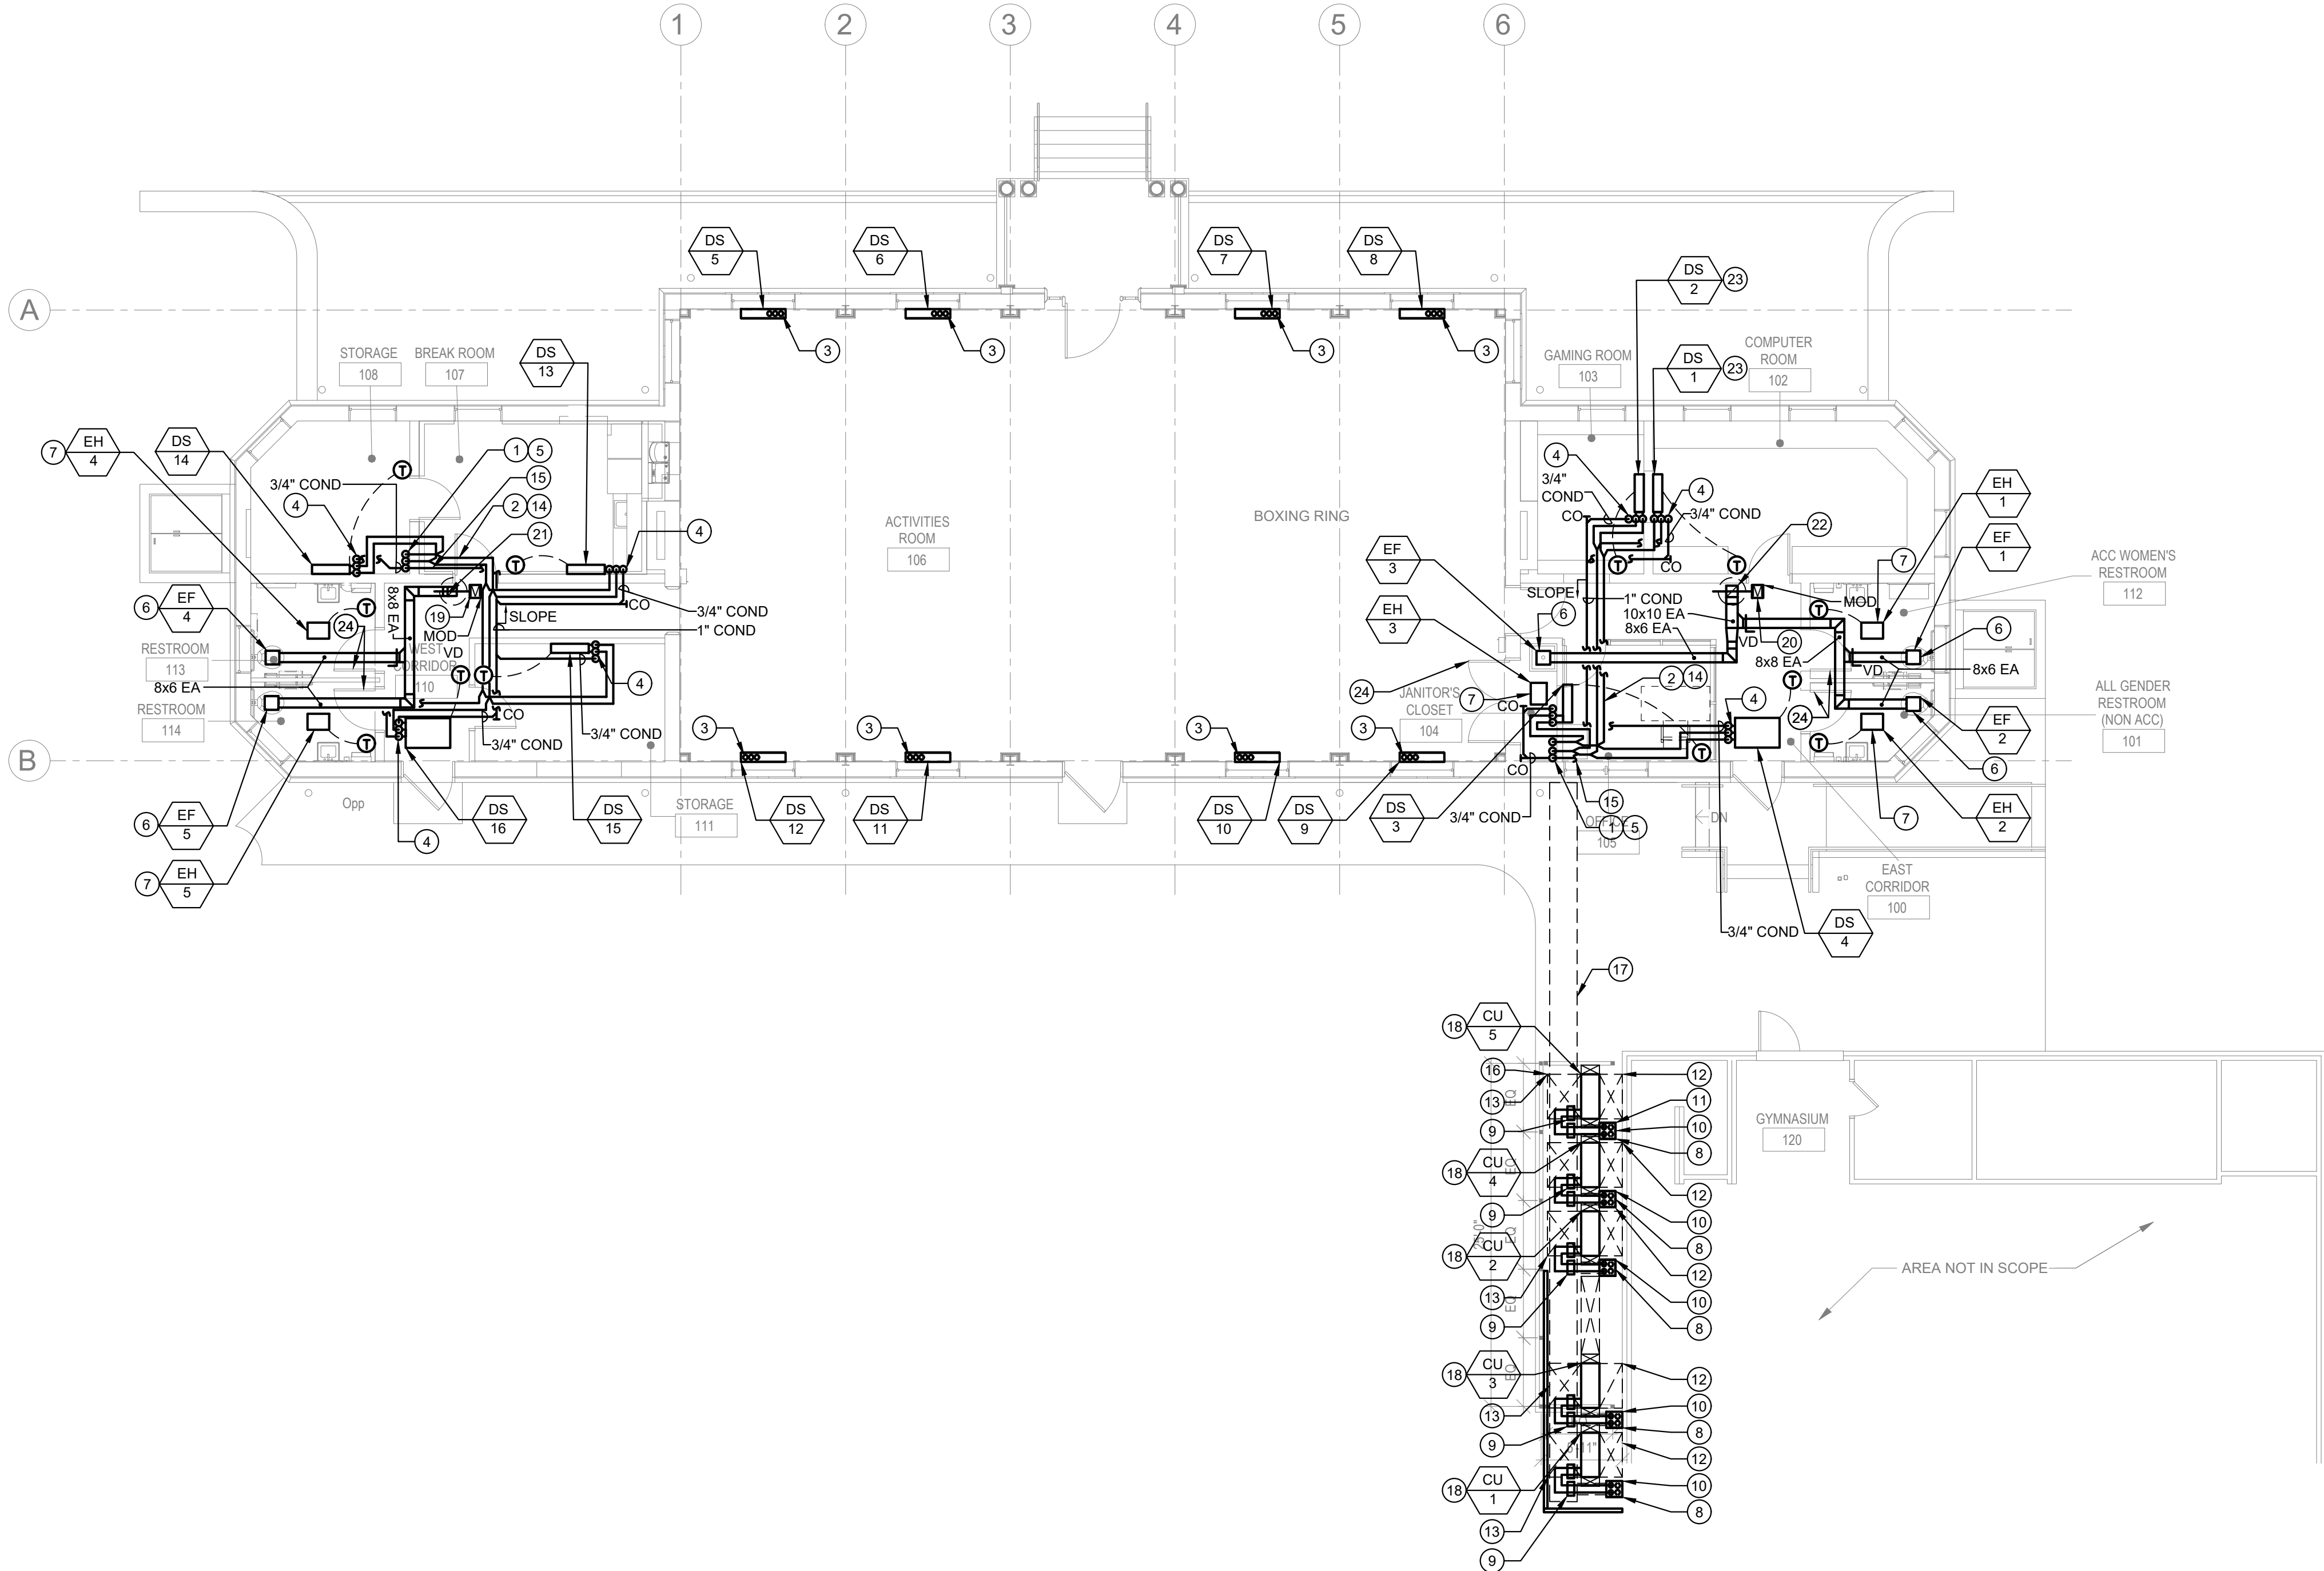 1
2
3
4
5
6
A
B
DS
5
DS
6
DS
7
DS
8
3
3
3
3
DS
2
23
DS
1
23
STORAGE
108
BREAK ROOM
107
DS
13
GAMING ROOM
103
COMPUTER
ROOM
102
7
EH
4
DS
14
3/4" COND
4
1
5
15
2
14
21
T
T
4
ACTIVITIES
ROOM
106
BOXING RING
4
3/4"
COND
CO
4
3/4" COND
CO
22
T
T
EH
1
EF
1
7
ACC WOMEN'S
RESTROOM
112
6
EF
4
24
T
8x8 EA
19
MOD
VD
SLOPE
CO
3/4" COND
1" COND
EF
3
EH
3
SLOPE
6
1" COND
10x10 EA
8x6 EA
VD
20
MOD
T
6
8x6 EA
8x8 EA
VD
RESTROOM
113
8x6 EA
RESTROOM
114
WEST
CORRIDOR
110
T
T
T
4
CO
3/4" COND
3/4" COND
24
7
JANITOR'S
CLOSET
104
CO
2
14
4
T
T
24
T
ALL GENDER
RESTROOM
(NON ACC)
101
EF
2
6
3
3
3
3
6
EF
5
7
EH
5
Opp
4
DS
16
DS
15
STORAGE
111
DS
12
DS
11
DS
10
DS
9
DS
3
CO
3/4" COND
15
1
5
OFFICE
105
DN
7
EH
2
EAST
CORRIDOR
100
3/4" COND
DS
4
17
18
CU
5
16
13
EQ
9
12
11
10
8
GYMNASIUM
120
18
CU
4
EQ
9
12
10
8
25'-0"
EQ
18
CU
2
13
9
12
10
8
AREA NOT IN SCOPE
EQ
18
CU
3
EQ
13
9
12
10
8
12
18
CU
1
10
8
13
9